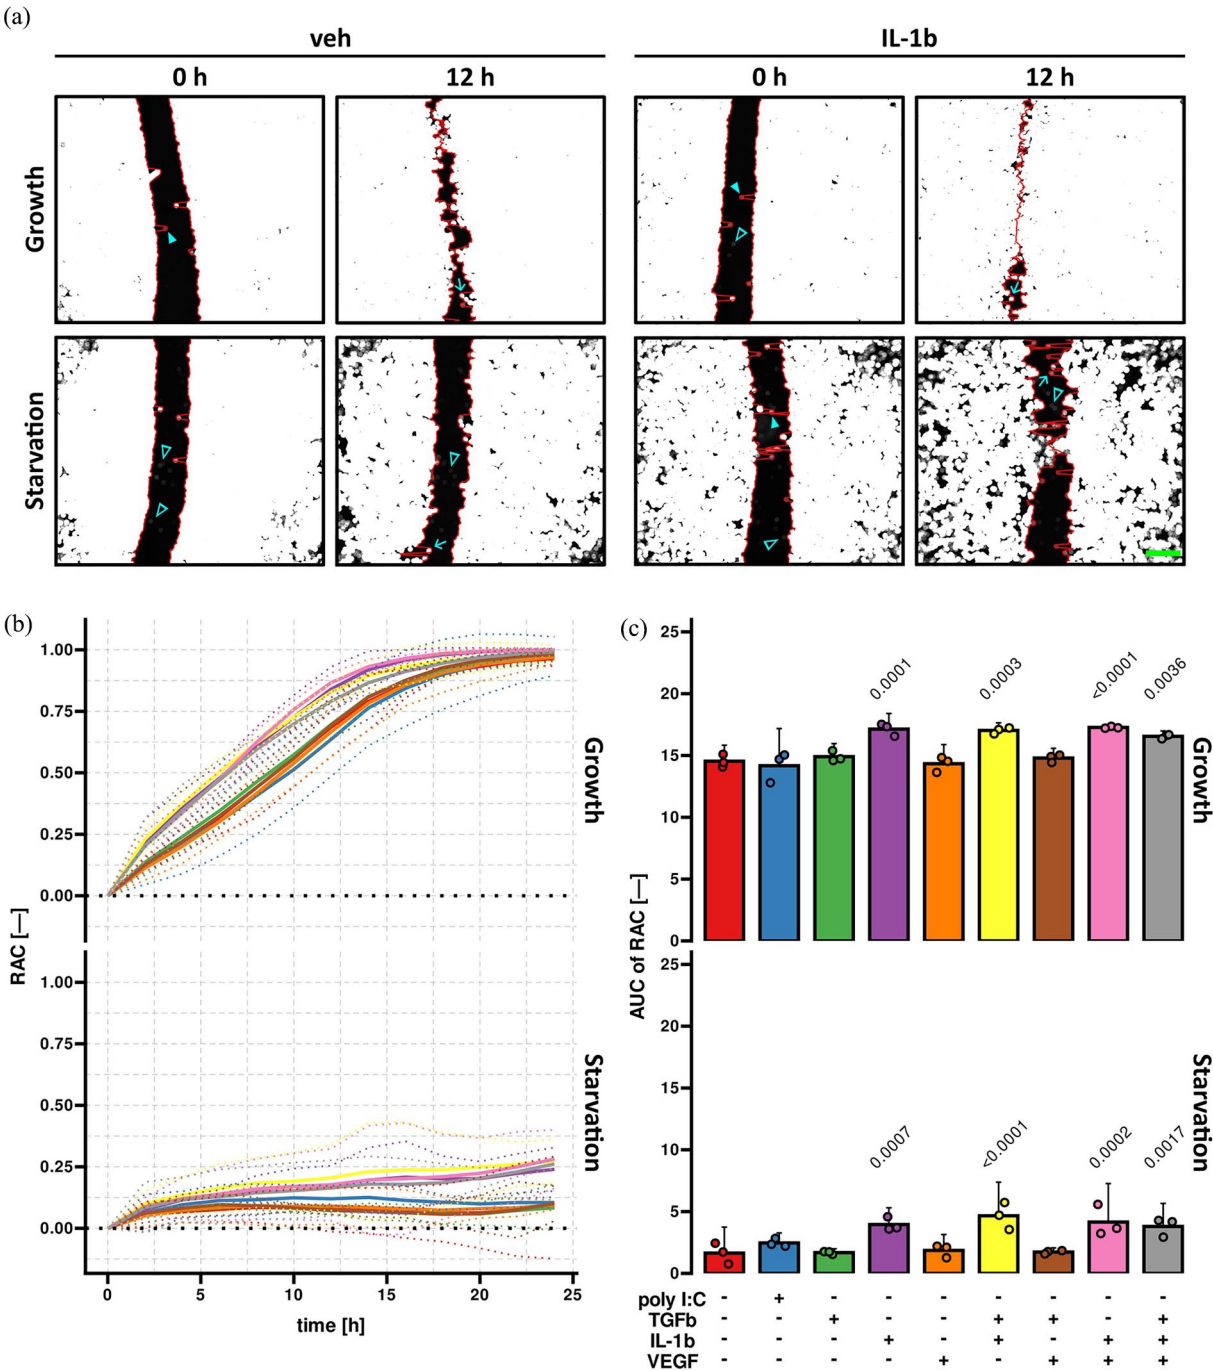 (a)
veh IL-1b
0 h 12 h 0 h 12 h
Growth
Starvation
(b)
1.00
0.75
0.50
0.25
0.00
Growth
RAC [—]
1.00
0.75
0.50
0.25
0.00
Starvation
0 5 10 15 20 25
time [h]
(c)
25
20
15
10
5
0
0.0001 0.0003 <0.0001 0.0036
Growth
AUC of RAC [—]
25
20
15
10
5
0
0.0007 <0.0001 0.0002 0.0017
Starvation
poly I:C - + - - - - - - -
TGFb - - + - - + + - +
IL-1b - - - + - + - + +
VEGF - - - - + - + + +